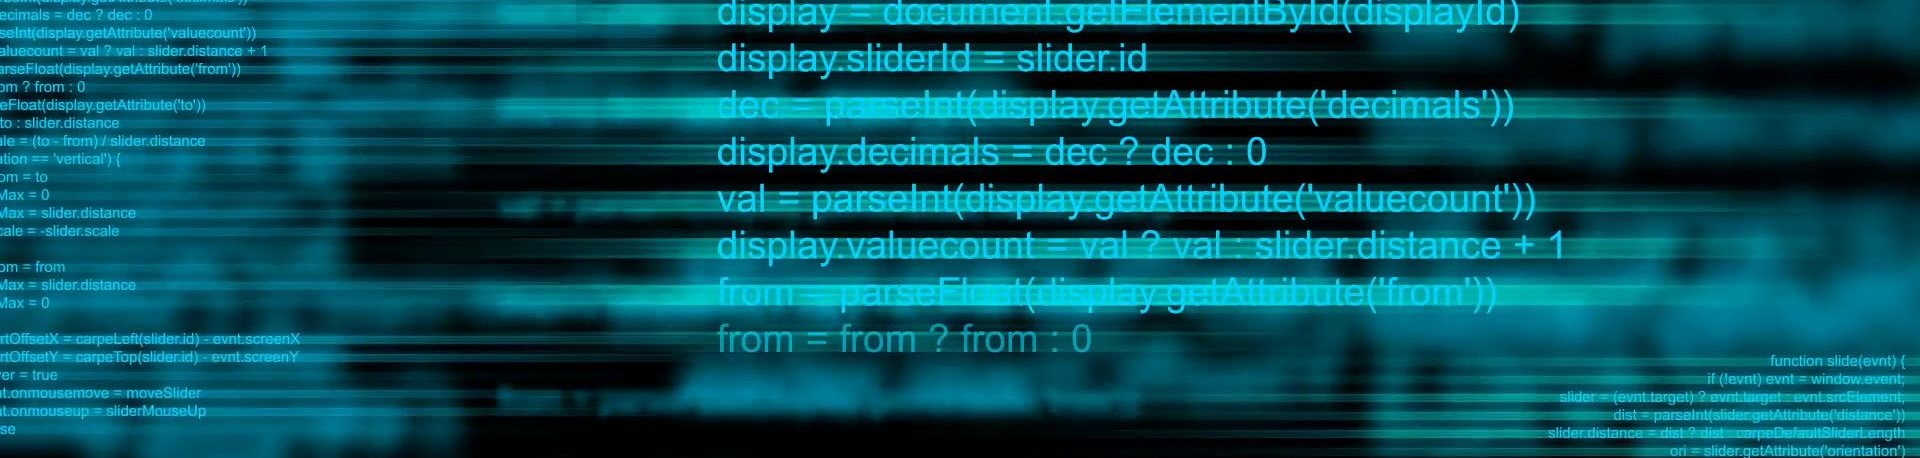 decimals = dec ? dec : 0
seInt(display.getAttribute('valuecount'))
aluecount = val ? val : slider.distance + 1
arseFloat(display.getAttribute('from'))
om ? from : 0
eFloat(display.getAttribute('to'))
to : slider.distance
ale = (to - from) / slider.distance
ation == 'vertical') {
om = to
Max = 0
Max = slider.distance
cale = -slider.scale
om = from
Max = slider.distance
Max = 0
rtOffsetX = carpeLeft(slider.id) - evnt.screenX
rtOffsetY = carpeTop(slider.id) - evnt.screenY
er = true
nt.onmousemove = moveSlider
nt.onmouseup = sliderMouseUp
se
display = document.getElementById(displayId)
display.sliderId = slider.id
dec = parseInt(display.getAttribute('decimals'))
display.decimals = dec ? dec : 0
val = parseInt(display.getAttribute('valuecount'))
display.valuecount = val ? val : slider.distance + 1
from = parseFloat(display.getAttribute('from'))
from = from ? from : 0
function slide(evnt) {
if (!evnt) evnt = window.event;
slider = (evnt.target) ? evnt.target : evnt.srcElement;
dist = parseInt(slider.getAttribute('distance'))
slider.distance = dist ? dist : carpeDefaultSliderLength
ori = slider.getAttribute('orientation')